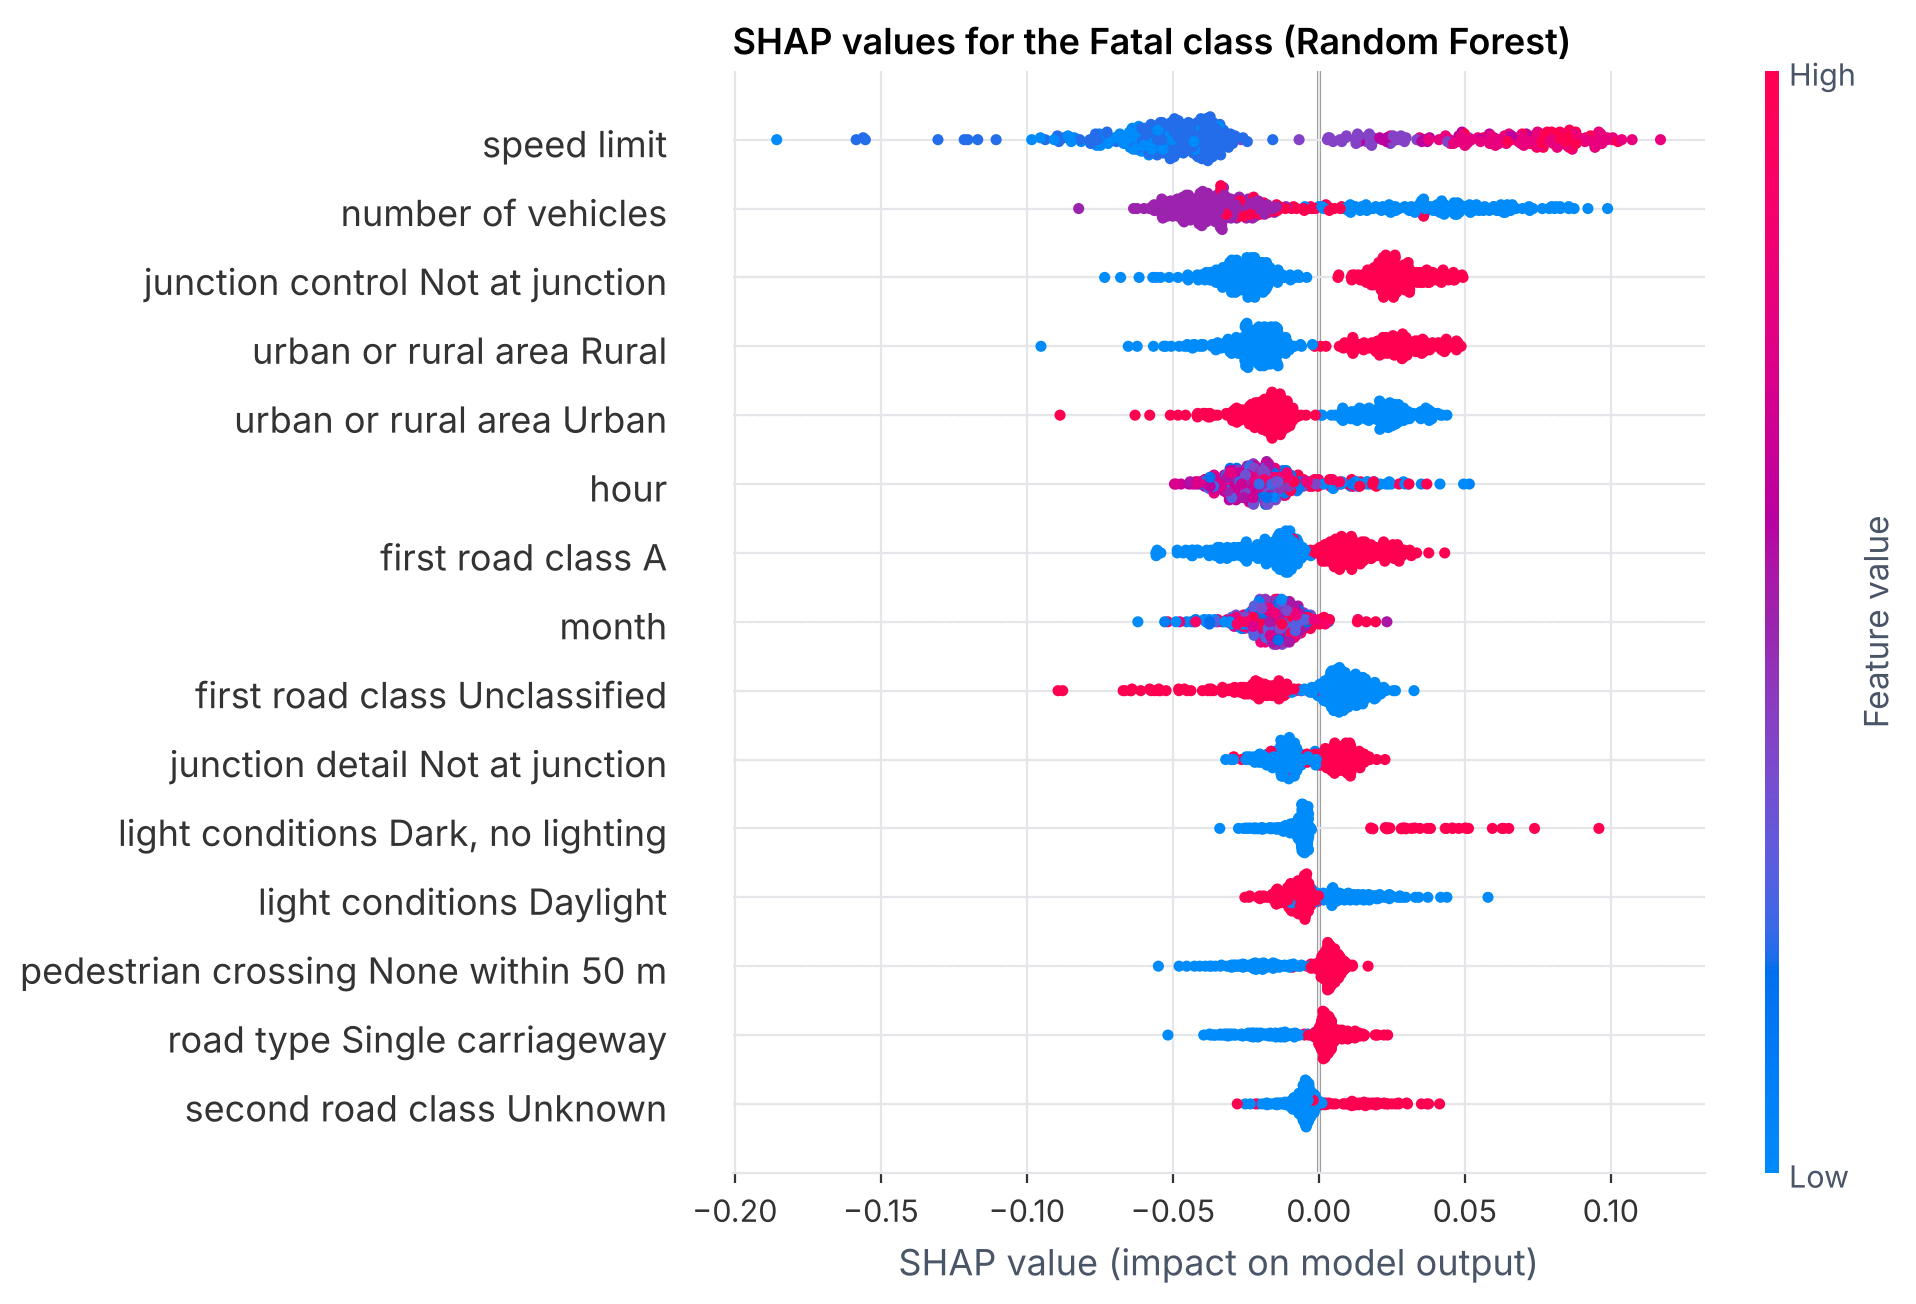 SHAP values for the Fatal class (Random Forest)
High
speed limit
number of vehicles
junction control Not at junction
urban or rural area Rural
urban or rural area Urban
hour
first road class A
month
first road class Unclassified
junction detail Not at junction
light conditions Dark, no lighting
light conditions Daylight
pedestrian crossing None within 50 m
road type Single carriageway
second road class Unknown
Feature value
Low
−0.20 −0.15 −0.10 −0.05 0.00 0.05 0.10
SHAP value (impact on model output)